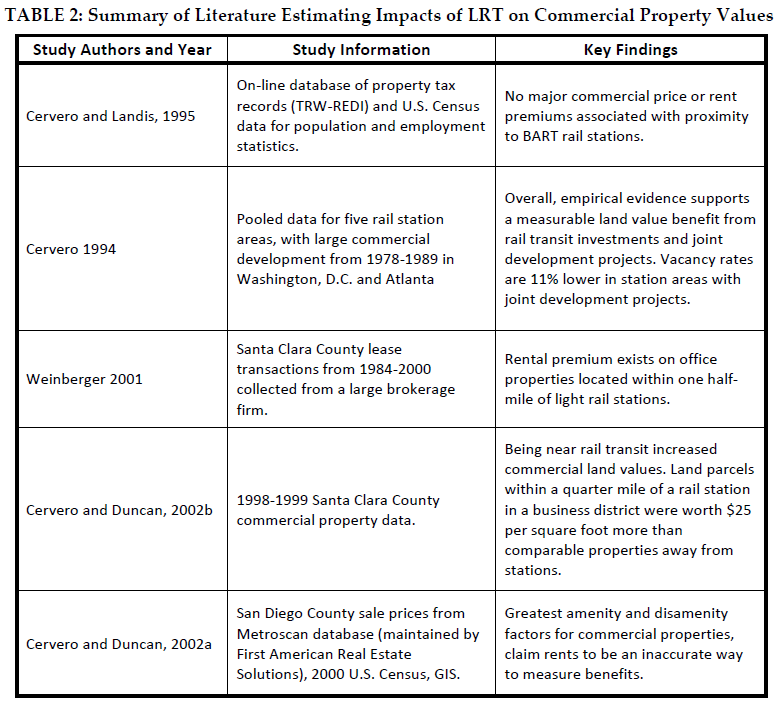 TABLE 2: Summary of Literature Estimating Impacts of LRT on Commercial Property Values
Study Authors and Year
Study Information
Key Findings
Cervero and Landis, 1995
On-line database of property tax
records (TRW-REDI) and U.S. Census
data for population and employment
statistics.
No major commercial price or rent
premiums associated with proximity
to BART rail stations.
Cervero 1994
Pooled data for five rail station
areas, with large commercial
development from 1978-1989 in
Washington, D.C. and Atlanta
Overall, empirical evidence supports
a measurable land value benefit from
rail transit investments and joint
development projects. Vacancy rates
are 11% lower in station areas with
joint development projects.
Weinberger 2001
Santa Clara County lease
transactions from 1984-2000
collected from a large brokerage
firm.
Rental premium exists on office
properties located within one half-
mile of light rail stations.
Cervero and Duncan, 2002b
1998-1999 Santa Clara County
commercial property data.
Being near rail transit increased
commercial land values. Land parcels
within a quarter mile of a rail station
in a business district were worth $25
per square foot more than
comparable properties away from
stations.
Cervero and Duncan, 2002a
San Diego County sale prices from
Metroscan database (maintained by
First American Real Estate
Solutions), 2000 U.S. Census, GIS.
Greatest amenity and disamenity
factors for commercial properties,
claim rents to be an inaccurate way
to measure benefits.